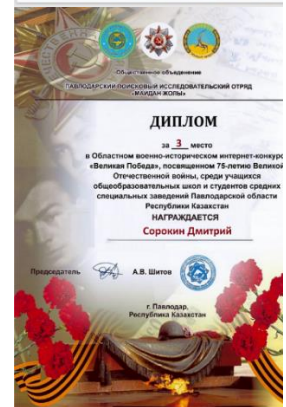 Общественное объединение
ПАВЛОДАРСКИЙ ПОИСКОВЫЙ ИССЛЕДОВАТЕЛЬСКИЙ ОТРЯД
«МАЙДАН ЖОЛЫ»
ДИПЛОМ
за 3 место
в Областном военно-историческом интернет-конкурс
«Великая Победа», посвященном 75-летию Великой
Отечественной войны, среди учащихся
общеобразовательных школ и студентов средних
специальных заведений Павлодарской области
Республики Казахстан
НАГРАЖДАЕТСЯ
Сорокин Дмитрий
Председатель А.В. Шитов
г. Павлодар,
Республика Казахстан